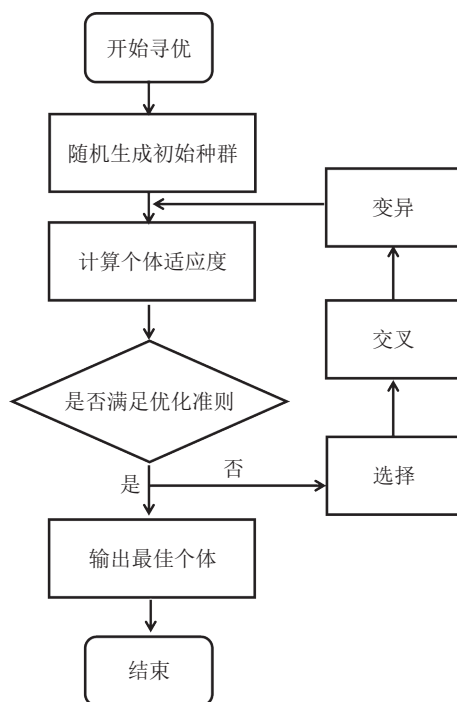 开始寻优
随机生成初始种群
计算个体适应度
是否满足优化准则
是
否
输出最佳个体
结束
变异
交叉
选择